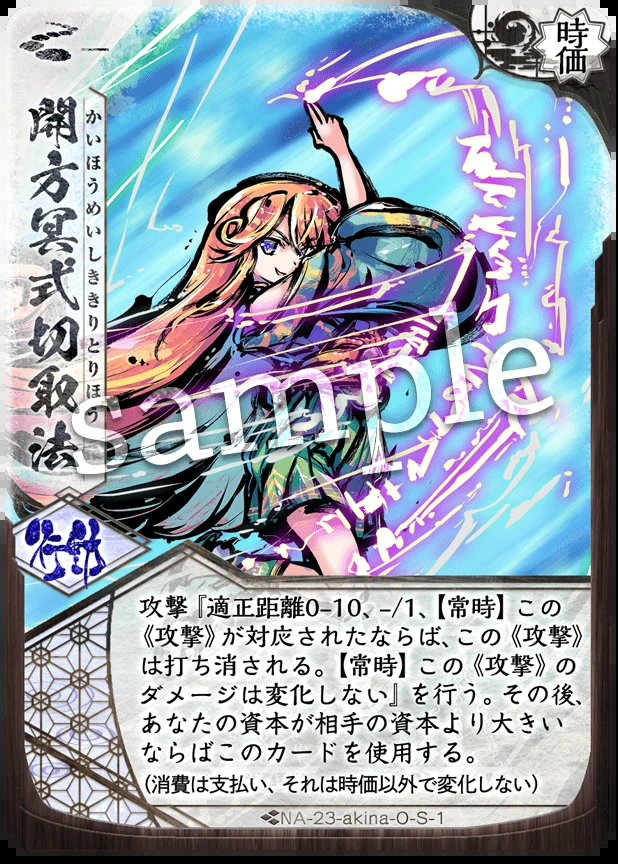 時価
開方冥式切取法
かいほうめいしききりとりほう
sample
行動
攻撃『適正距離0-10、-/1、【常時】この
《攻撃》が対応されたならば、この《攻撃》
は打ち消される。【常時】この《攻撃》の
ダメージは変化しない』を行う。その後、
あなたの資本が相手の資本より大きい
ならばこのカードを使用する。
(消費は支払い、それは時価以外で変化しない)
NA-23-akina-O-S-1